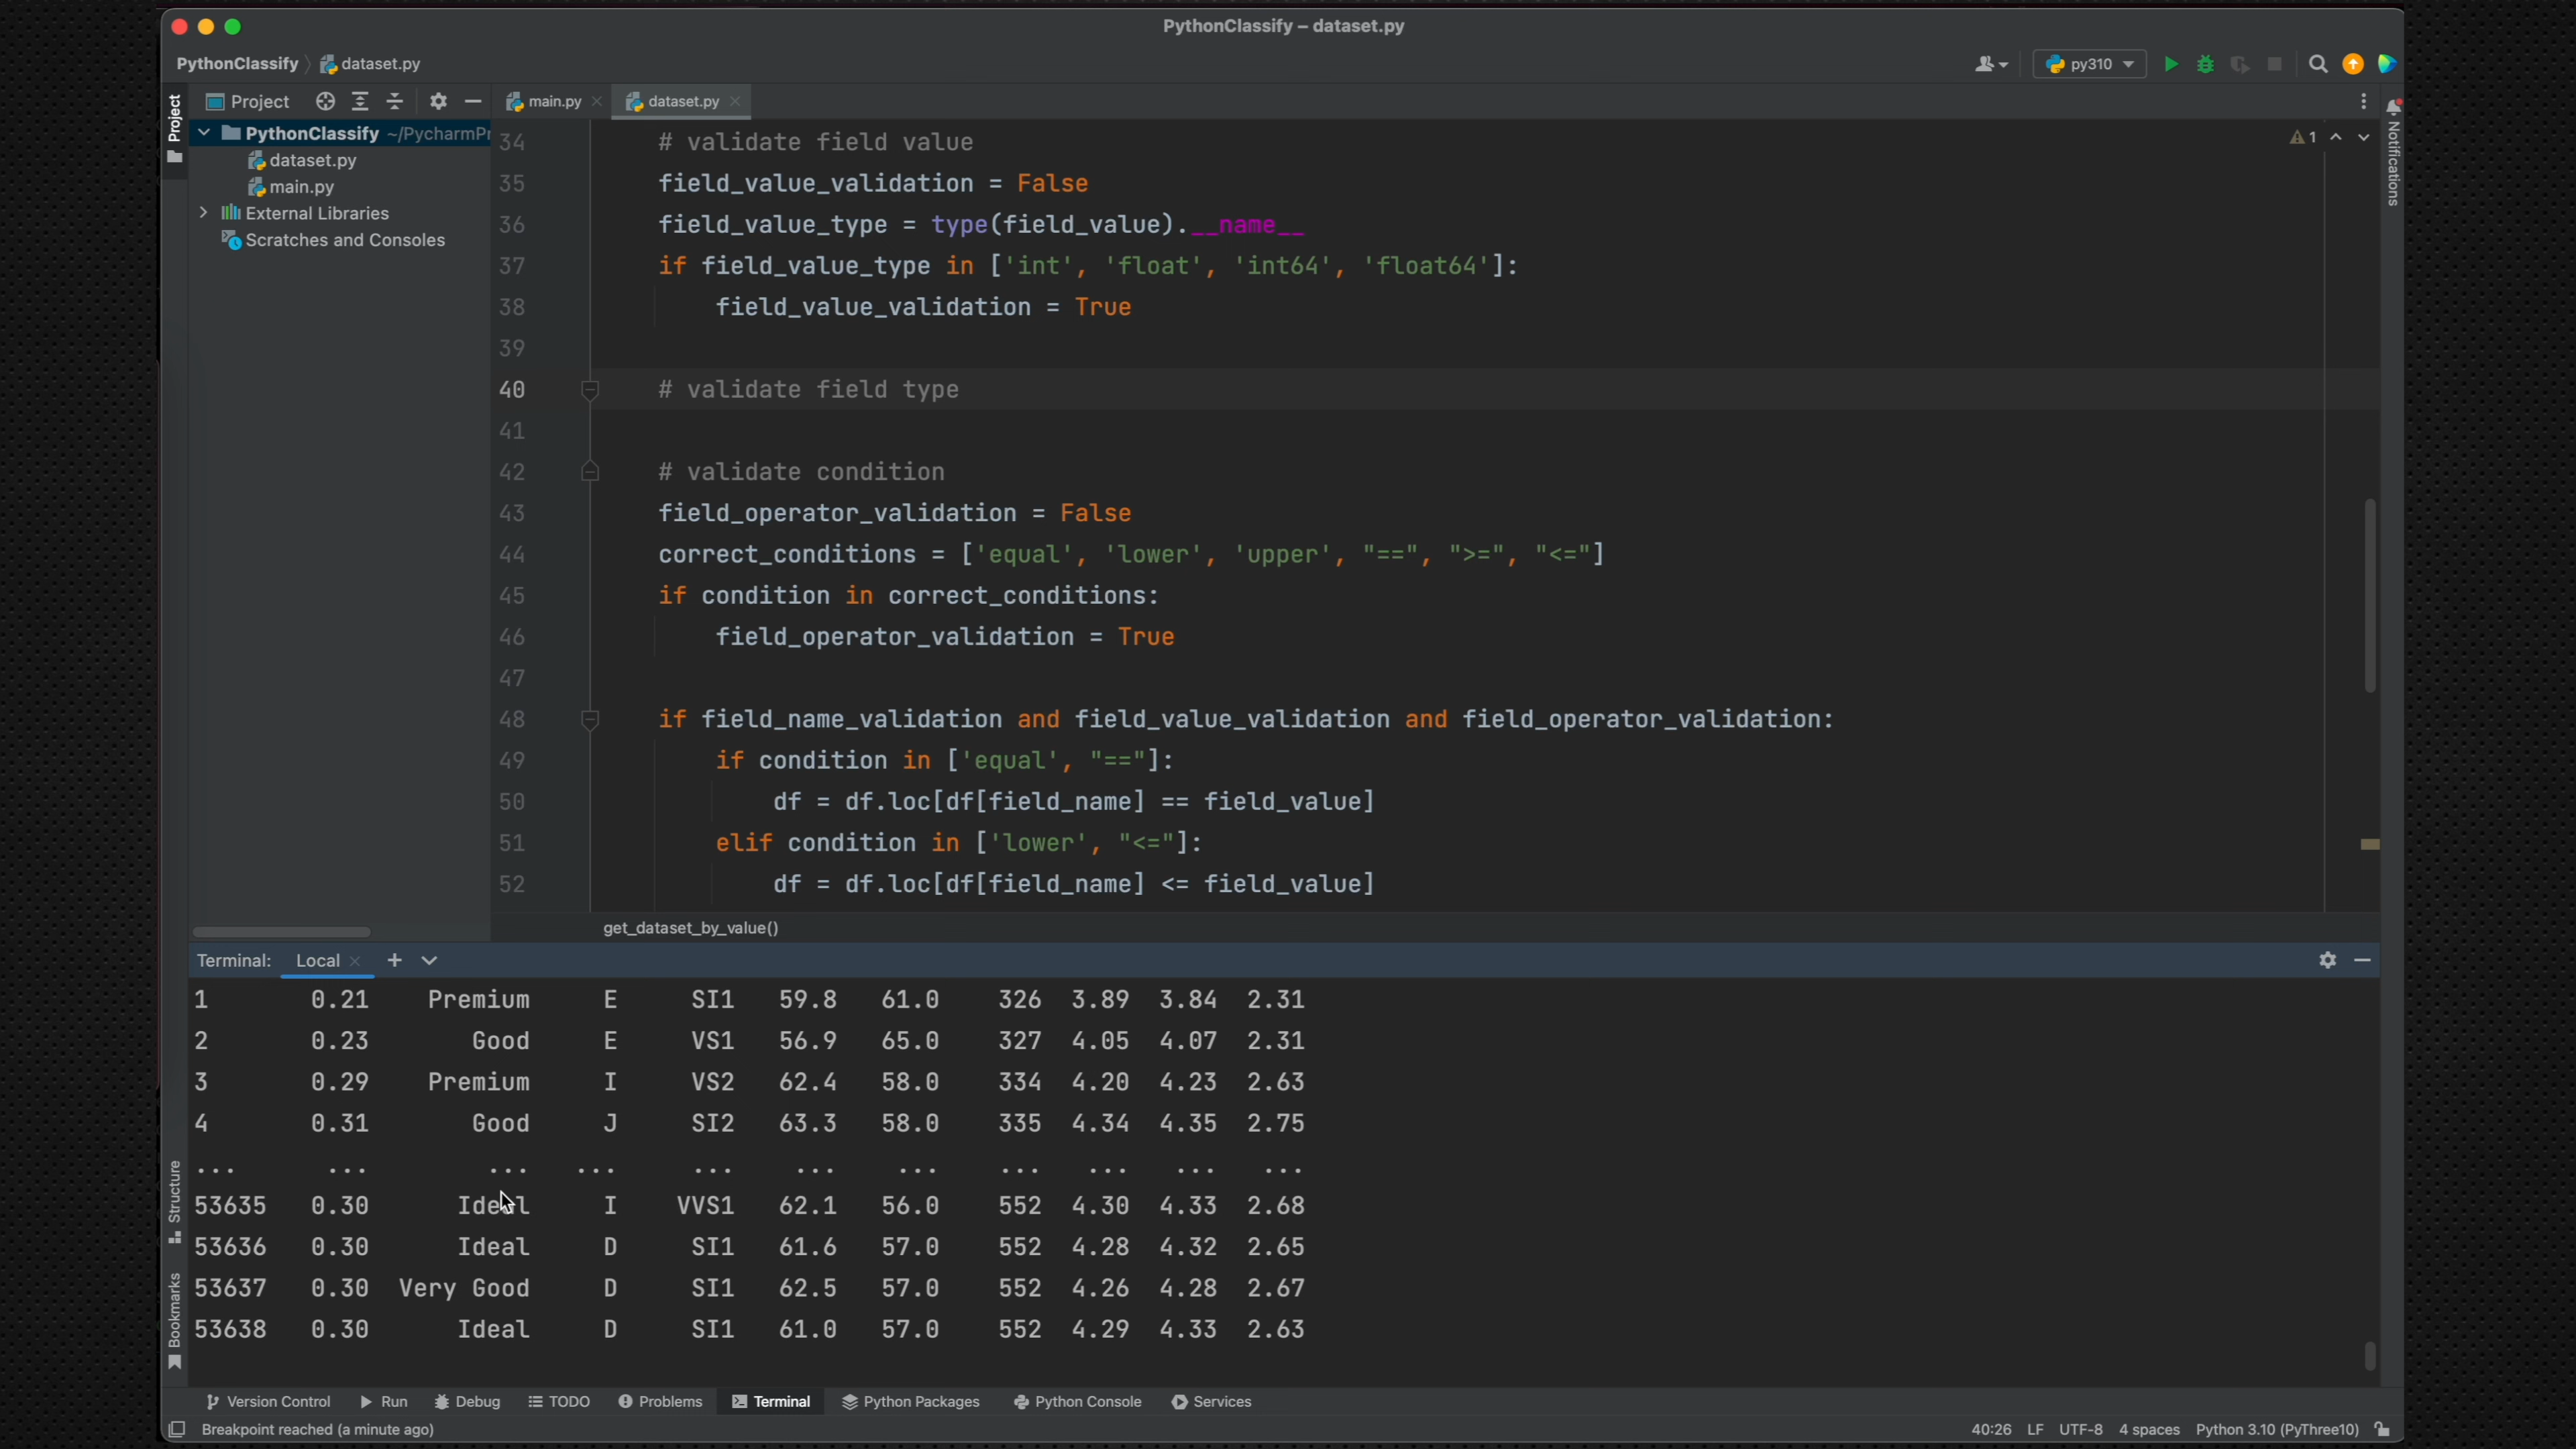 PythonClassify – dataset.py
PythonClassify dataset.py
py310
Project
Project
main.py
dataset.py
Notifications
PythonClassify ~/PycharmPr
dataset.py
main.py
External Libraries
Scratches and Consoles
1
34 # validate field value
35 field_value_validation = False
36 field_value_type = type(field_value).__name__
37 if field_value_type in ['int', 'float', 'int64', 'float64']:
38 field_value_validation = True
39
40 # validate field type
41
42 # validate condition
43 field_operator_validation = False
44 correct_conditions = ['equal', 'lower', 'upper', "==", ">=", "<="]
45 if condition in correct_conditions:
46 field_operator_validation = True
47
48 if field_name_validation and field_value_validation and field_operator_validation:
49 if condition in ['equal', "=="]:
50 df = df.loc[df[field_name] == field_value]
51 elif condition in ['lower', "<="]:
52 df = df.loc[df[field_name] <= field_value]
get_dataset_by_value()
Terminal: Local
1 0.21 Premium E SI1 59.8 61.0 326 3.89 3.84 2.31
2 0.23 Good E VS1 56.9 65.0 327 4.05 4.07 2.31
3 0.29 Premium I VS2 62.4 58.0 334 4.20 4.23 2.63
4 0.31 Good J SI2 63.3 58.0 335 4.34 4.35 2.75
... ... ... ... ... ... ... ... ... ... ...
53635 0.30 Ideal I VVS1 62.1 56.0 552 4.30 4.33 2.68
53636 0.30 Ideal D SI1 61.6 57.0 552 4.28 4.32 2.65
53637 0.30 Very Good D SI1 62.5 57.0 552 4.26 4.28 2.67
53638 0.30 Ideal D SI1 61.0 57.0 552 4.29 4.33 2.63
Structure
Bookmarks
Version Control Run Debug TODO Problems Terminal Python Packages Python Console Services
Breakpoint reached (a minute ago)
40:26 LF UTF-8 4 spaces Python 3.10 (PyThree10)